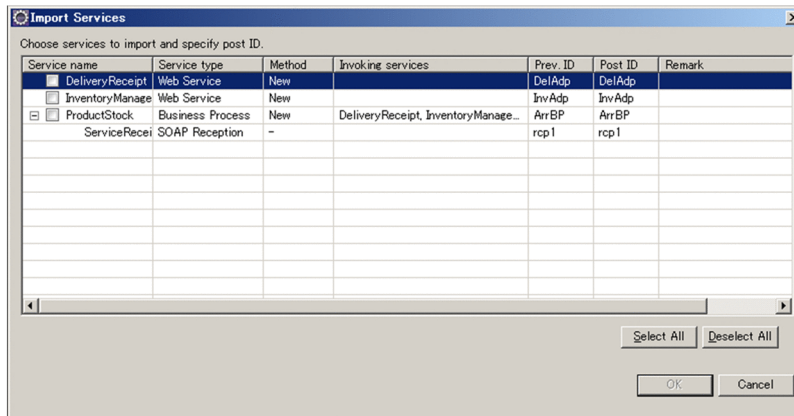 Import Services
Choose services to import and specify post ID.
Service name Service type Method Invoking services Prev. ID Post ID Remark
DeliveryReceipt Web Service New DelAdp DelAdp
InventoryManage Web Service New InvAdp InvAdp
ProductStock Business Process New DeliveryReceipt, InventoryManage... ArrBP ArrBP
ServiceRecei SOAP Reception - rcp1 rcp1
Select All Deselect All
OK Cancel